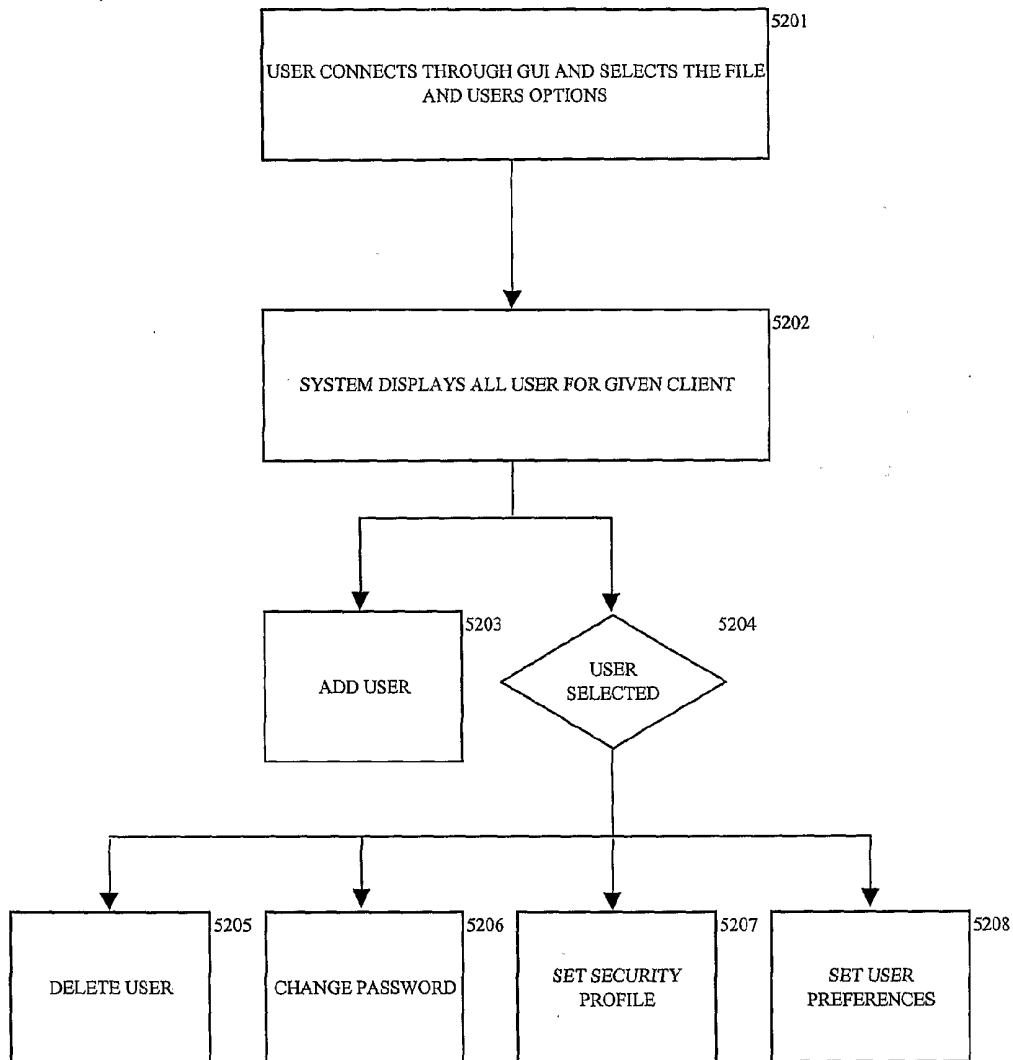 5201
USER CONNECTS THROUGH GUI AND SELECTS THE FILE
AND USERS OPTIONS
5202
SYSTEM DISPLAYS ALL USER FOR GIVEN CLIENT
5203
ADD USER
5204
USER
SELECTED
5205
DELETE USER
5206
CHANGE PASSWORD
5207
SET SECURITY
PROFILE
5208
SET USER
PREFERENCES